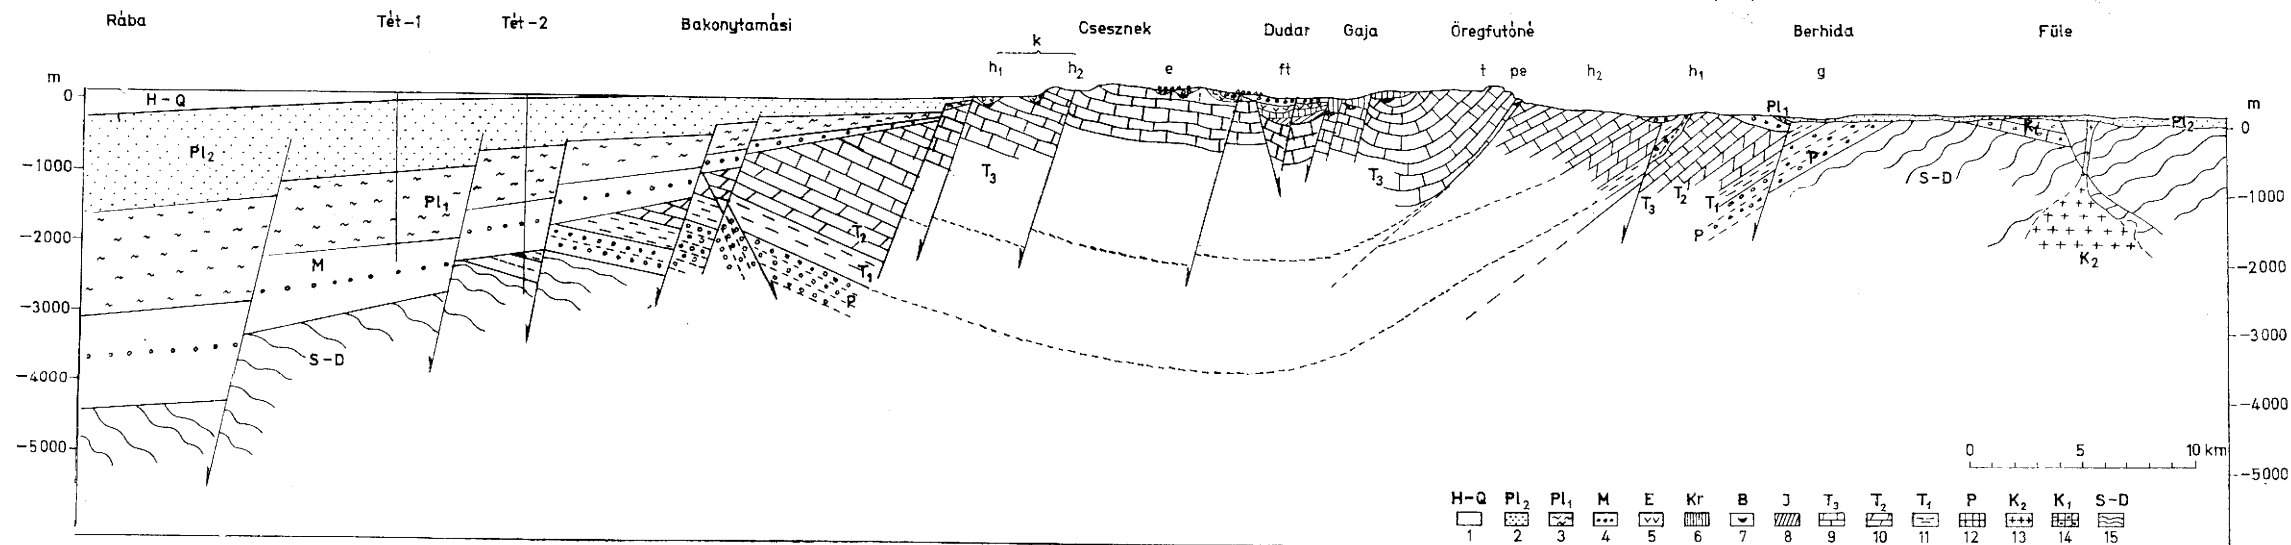 Rába Tét-1 Tét-2 Bakonytamási Csesznek Dudar Gaja Öregfutóné Berhida Füle
k
h₁ h₂ e ft t pe h₂ h₁ g
m
0
-1000
-2000
-3000
-4000
-5000
H-Q
Pl₂
Pl₁
M
S-D
T₂
T₁
P
T₃
T₃
T₃
T₂
T₁
P
Pl₁
P
S-D
K₂
Pl₂
m
0
-1000
-2000
-3000
-4000
-5000
0 5 10 km
H-Q Pl₂ Pl₁ M E Kr B J T₃ T₂ T₁ P K₂ K₁ S-D
1 2 3 4 5 6 7 8 9 10 11 12 13 14 15